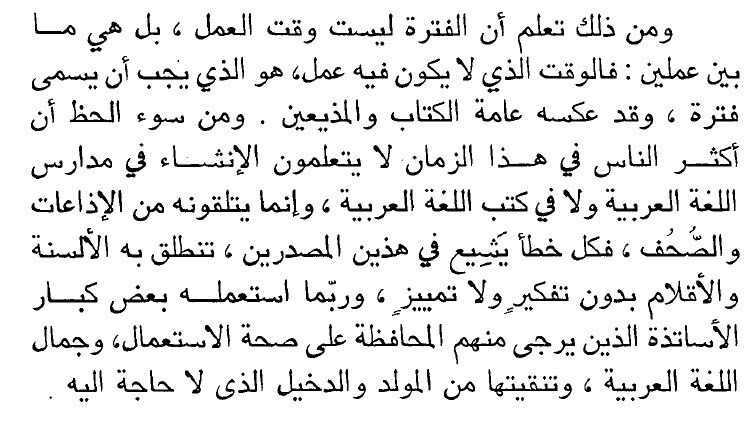 ومن ذلك تعلم أن الفترة ليست وقت العمل ، بل هي ما
بين عملين : فالوقت الذي لا يكون فيه عمل، هو الذي يجب أن يسمى
فترة ، وقد عكسه عامة الكتاب والمذيعين . ومن سوء الحظ أن
أكثر الناس في هذا الزمان لا يتعلمون الإنشاء في مدارس
اللغة العربية ولا في كتب اللغة العربية ، وإنما يتلقونه من الإذاعات
والصُّحُف ، فكل خطأ يَشِيع في هذين المصدرين ، تنطلق به الألسنة
والأقلام بدون تفكيرٍ ولا تمييزٍ ، وربّما استعمله بعض كبار
الأساتذة الذين يرجى منهم المحافظة على صحة الاستعمال، وجمال
اللغة العربية ، وتنقيتها من المولد والدخيل الذى لا حاجة اليه .